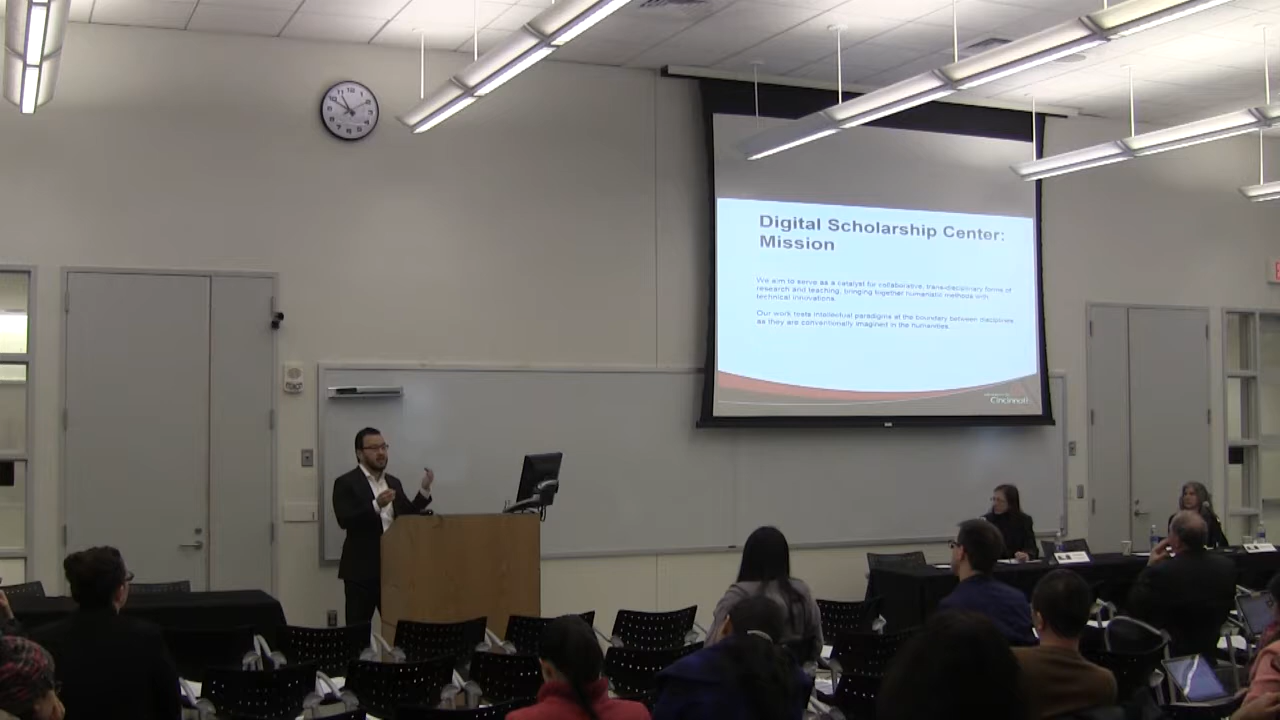 Digital Scholarship Center:
Mission
We aim to serve as a catalyst for collaborative, transdisciplinary forms of
research and teaching, bringing together humanistic methods with
technical innovations.
Our work tests intellectual paradigms at the boundary between disciplines
as they are conventionally imagined in the humanities...
Cincinnati